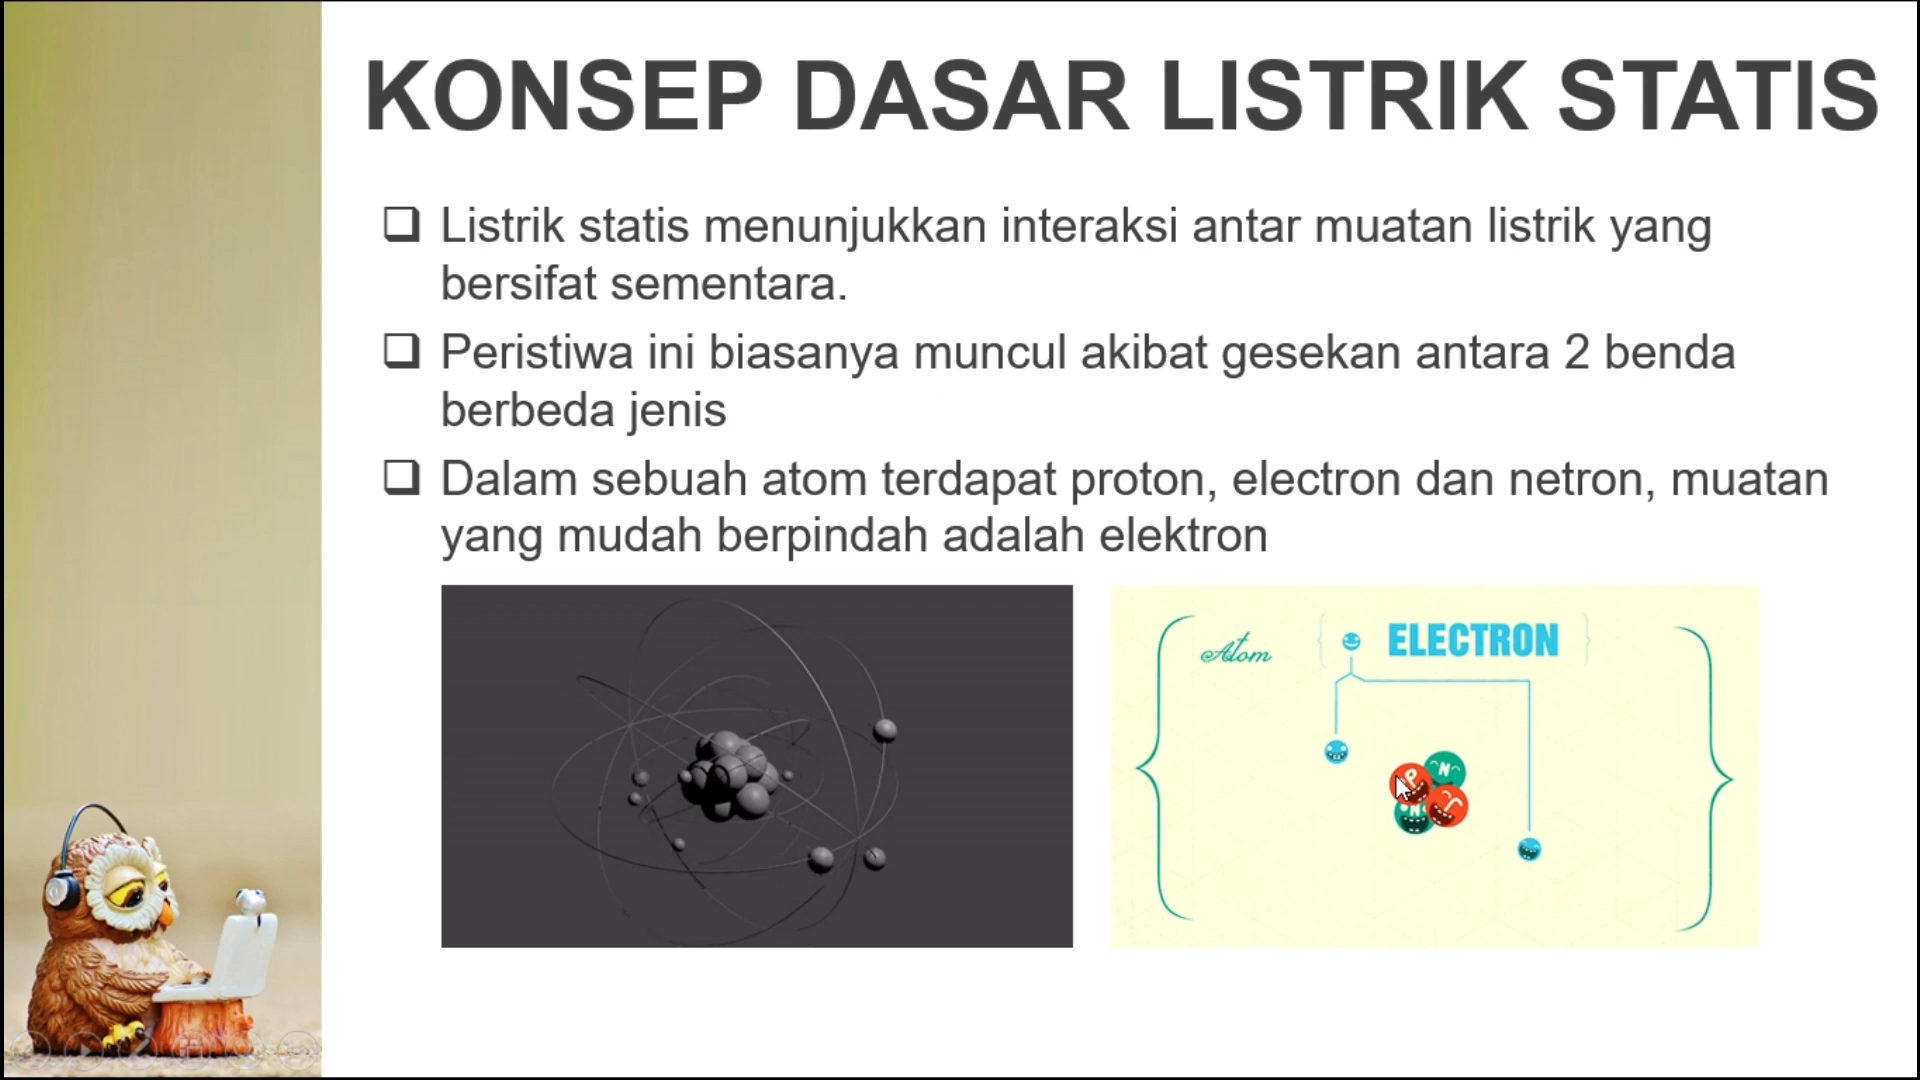 KONSEP DASAR LISTRIK STATIS
Listrik statis menunjukkan interaksi antar muatan listrik yang
bersifat sementara.
Peristiwa ini biasanya muncul akibat gesekan antara 2 benda
berbeda jenis
Dalam sebuah atom terdapat proton, electron dan netron, muatan
yang mudah berpindah adalah elektron
Atom
ELECTRON
P
N
N